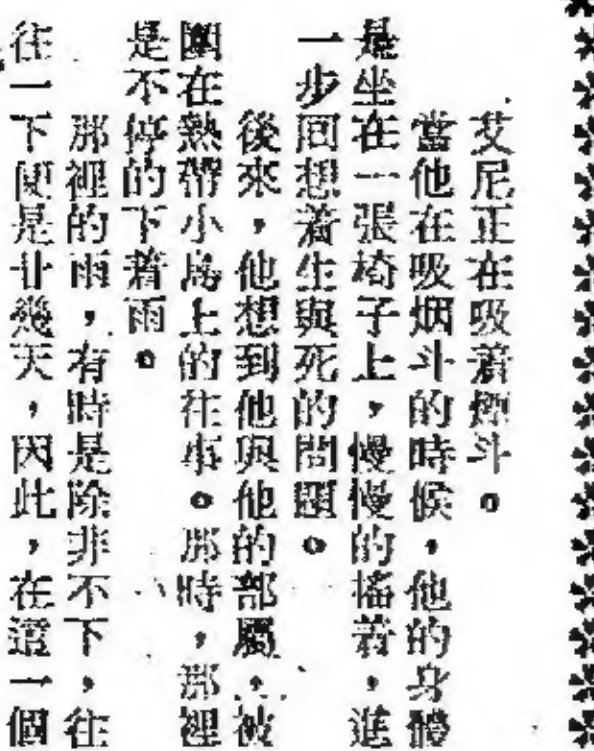 艾尼正在吸着煙斗。
當他在吸烟斗的時候,他的身體
是坐在一張椅子上,慢慢的搖着,進
一步回想着生與死的問題。
後來,他想到他與他的部屬,被
圍在熱帶小島上的往事。那時,那裡
是不停的下着雨。
那裡的雨,有時是除非不下,往
往一下便是廿幾天,因此,在這一個